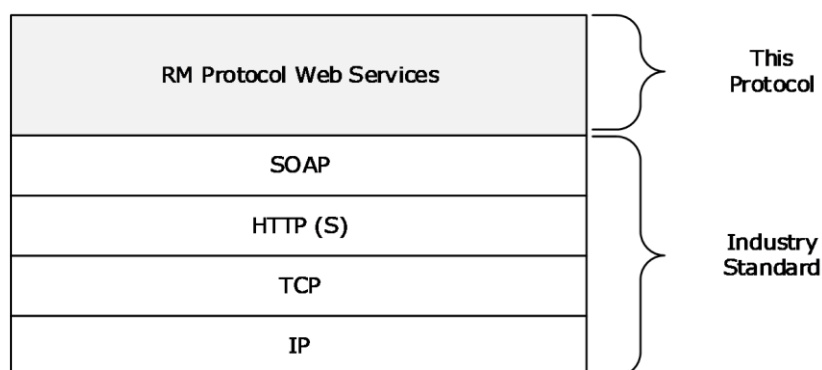 RM Protocol Web Services
This
Protocol
SOAP
HTTP (S)
TCP
IP
Industry
Standard